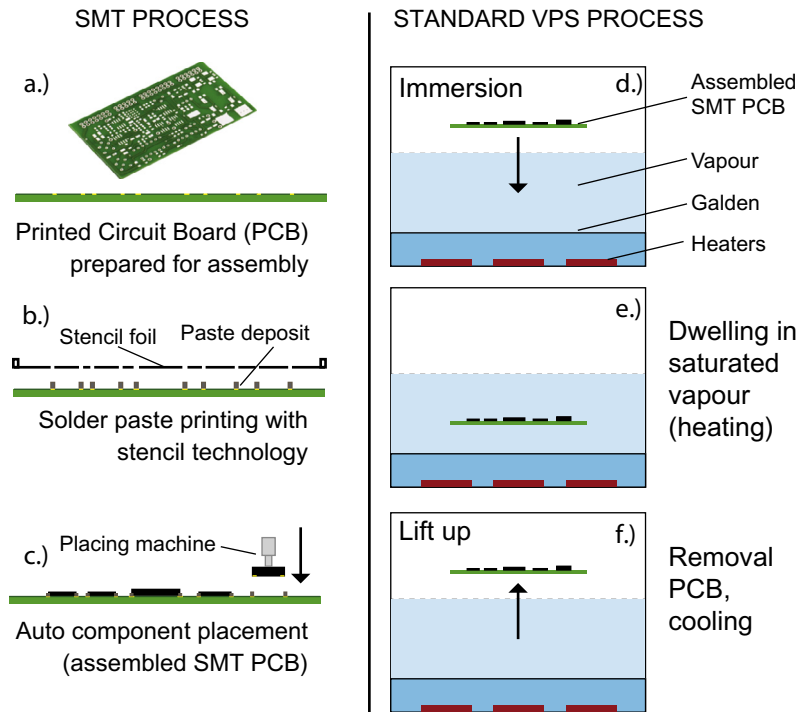 SMT PROCESS
a.)
Printed Circuit Board (PCB)
prepared for assembly
b.)
Stencil foil
Paste deposit
Solder paste printing with
stencil technology
c.)
Placing machine
Auto component placement
(assembled SMT PCB)
STANDARD VPS PROCESS
Immersion
d.)
Assembled
SMT PCB
Vapour
Galden
Heaters
e.)
Dwelling in
saturated
vapour
(heating)
Lift up
f.)
Removal
PCB,
cooling